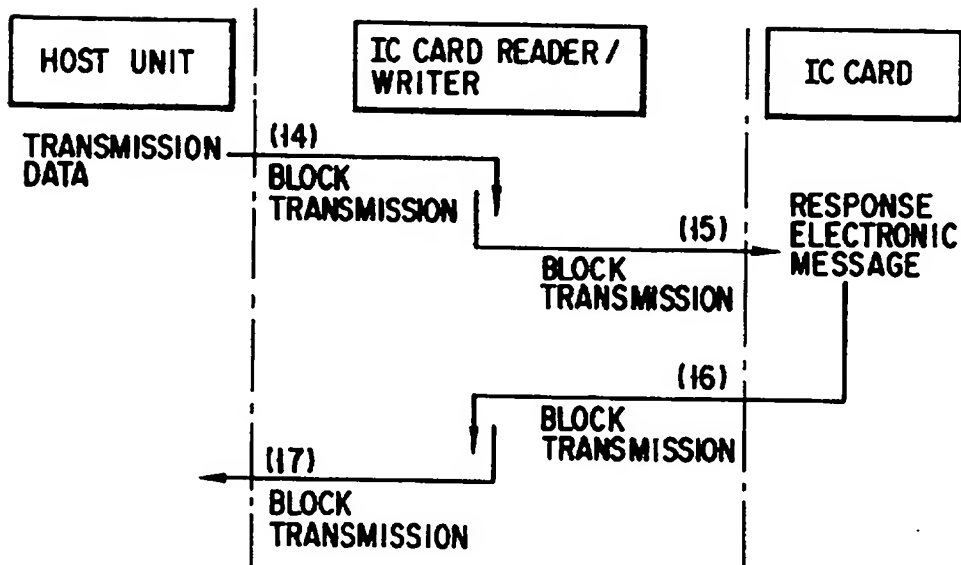 HOST UNIT
IC CARD READER /
WRITER
IC CARD
TRANSMISSION
DATA
(14)
BLOCK
TRANSMISSION
(15)
BLOCK
TRANSMISSION
RESPONSE
ELECTRONIC
MESSAGE
(16)
BLOCK
TRANSMISSION
(17)
BLOCK
TRANSMISSION